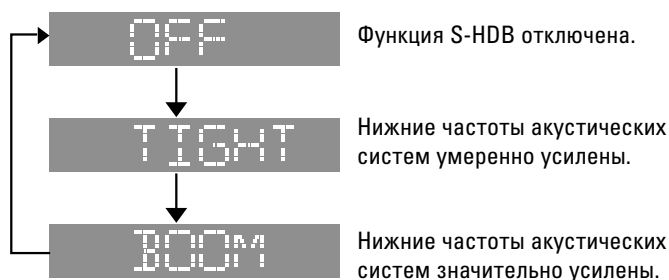 OFF
Функция S-HDB отключена.
TIGHT
Нижние частоты акустических
систем умеренно усилены.
BOOM
Нижние частоты акустических
систем значительно усилены.